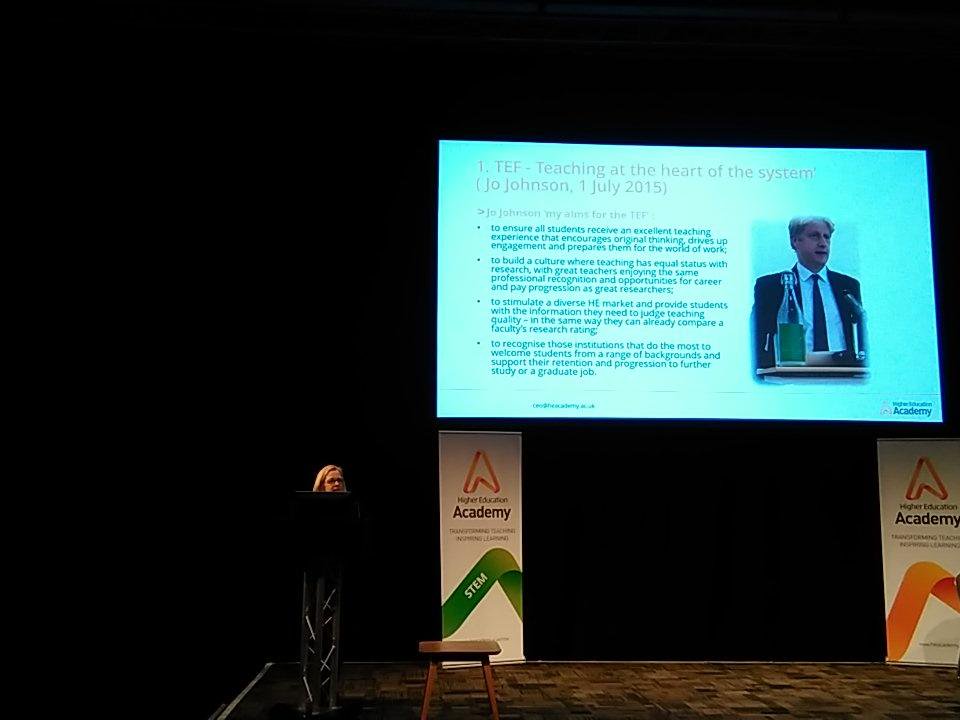 1. TEF - Teaching at the heart of the system'
( Jo Johnson, 1 July 2015)
>Jo Johnson 'my aims for the TEF' :
• to ensure all students receive an excellent teaching
experience that encourages original thinking, drives up
engagement and prepares them for the world of work;
• to build a culture where teaching has equal status with
research, with great teachers enjoying the same
professional recognition and opportunities for career
and pay progression as great researchers;
• to stimulate a diverse HE market and provide students
with the information they need to judge teaching
quality – in the same way they can already compare a
faculty's research rating;
• to recognise those institutions that do the most to
welcome students from a range of backgrounds and
support their retention and progression to further
study or a graduate job.
ceo@heacademy.ac.uk
Higher Education
Academy
Higher Education
Academy
TRANSFORMING TEACHING
INSPIRING LEARNING
STEM
Higher Education
Academy
TRANSFORMING TEACHI
INSPIRING LEARNING